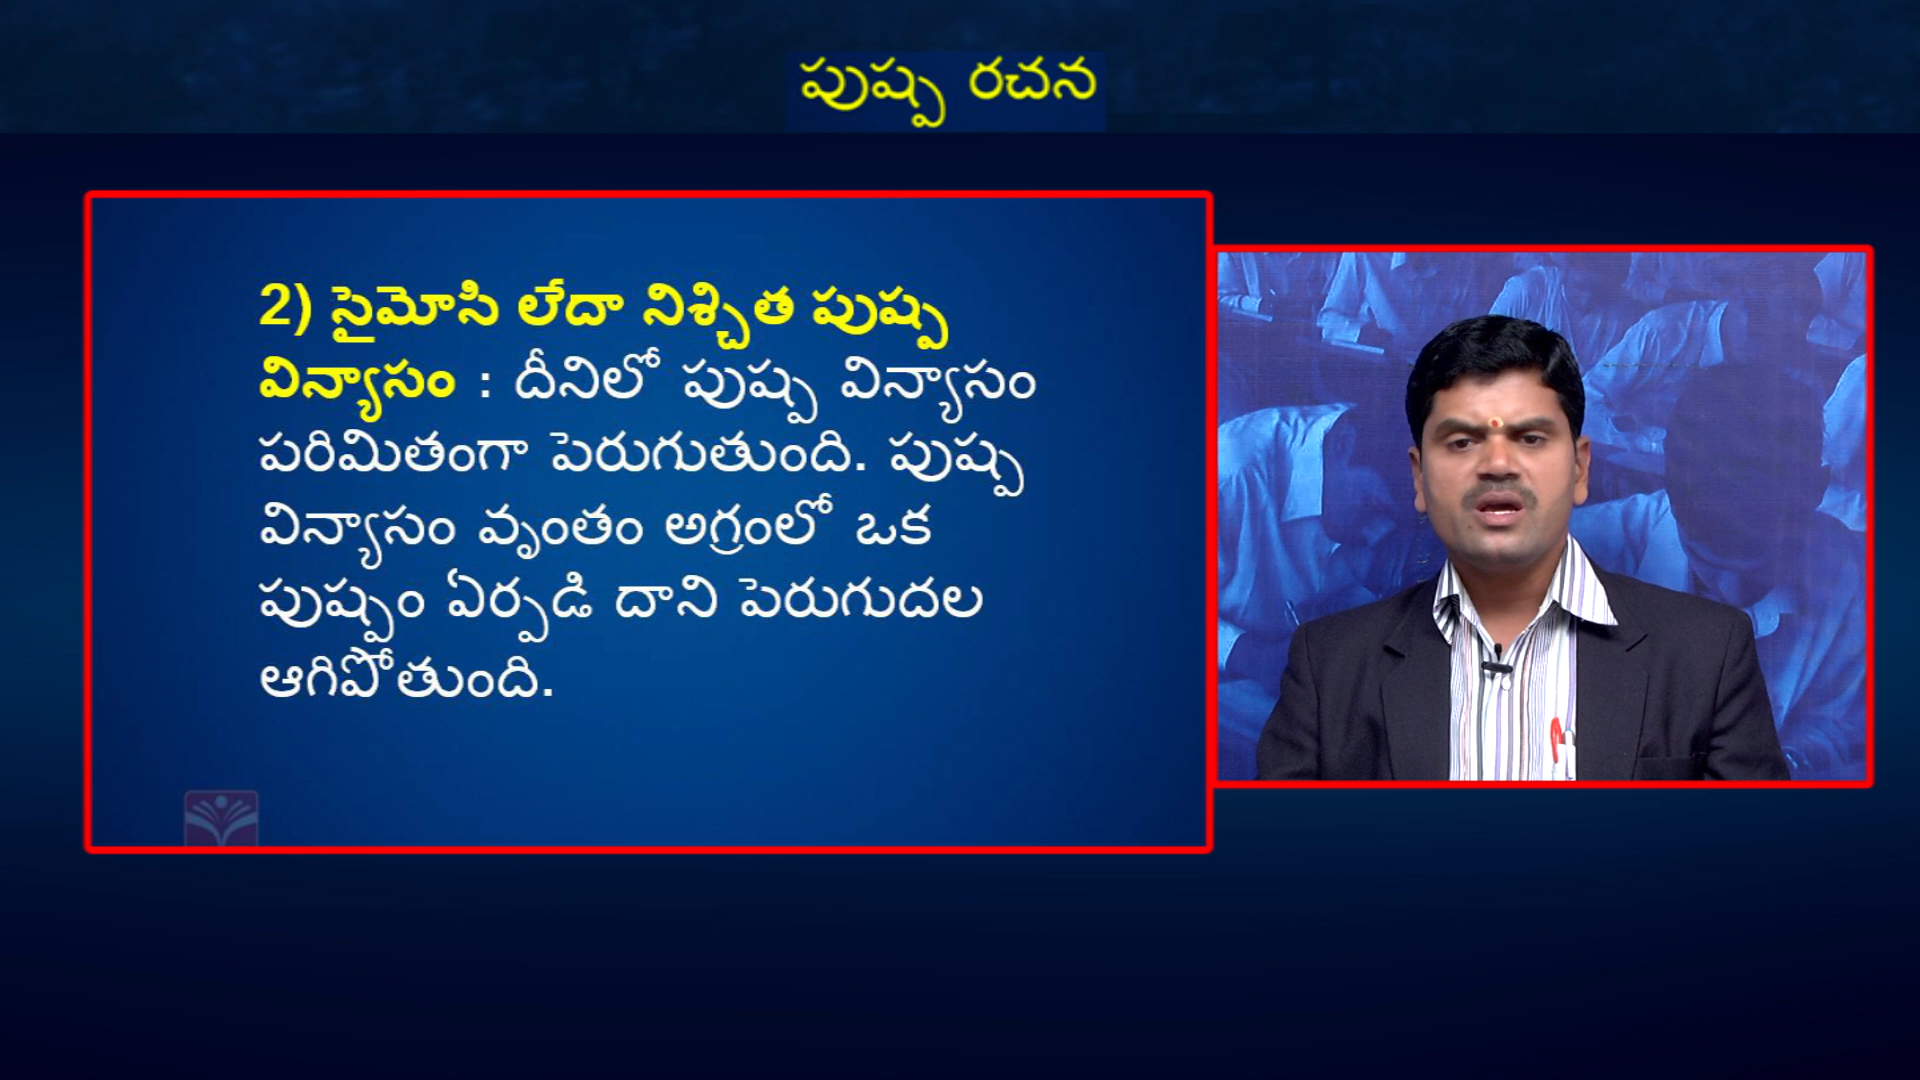 పుష్ప రచన
2) సైమోసి లేదా నిశ్చిత పుష్ప
విన్యాసం : దీనిలో పుష్ప విన్యాసం
పరిమితంగా పెరుగుతుంది. పుష్ప
విన్యాసం వృంతం అగ్రంలో ఒక
పుష్పం ఏర్పడి దాని పెరుగుదల
ఆగిపోతుంది.